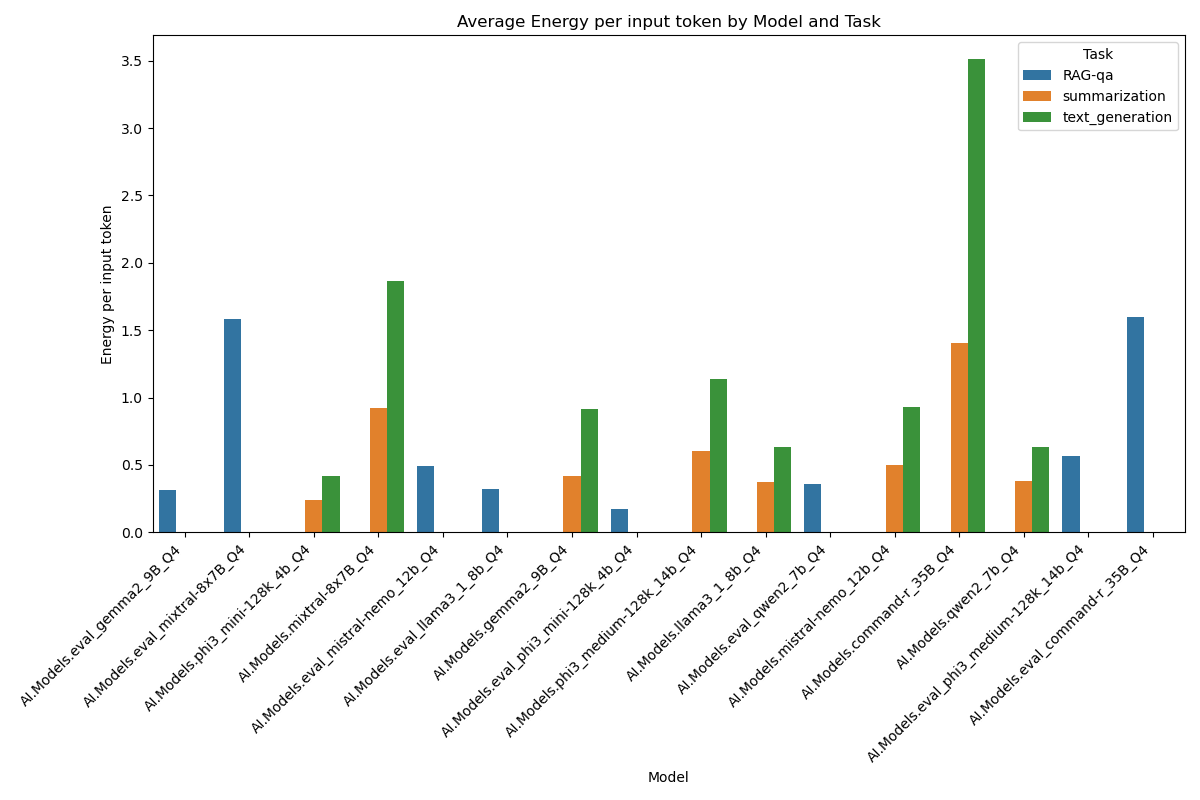 Average Energy per input token by Model and Task
Task
RAG-qa
summarization
text_generation
Energy per input token
3.5
3.0
2.5
2.0
1.5
1.0
0.5
0.0
AI.Models.eval_gemma2_9B_Q4
AI.Models.eval_mixtral-8x7B_Q4
AI.Models.phi3_mini-128k_4b_Q4
AI.Models.mixtral-8x7B_Q4
AI.Models.eval_mistral-nemo_12b_Q4
AI.Models.eval_llama3_1_8b_Q4
AI.Models.gemma2_9B_Q4
AI.Models.eval_phi3_mini-128k_4b_Q4
AI.Models.phi3_medium-128k_14b_Q4
AI.Models.llama3_1_8b_Q4
AI.Models.eval_qwen2_7b_Q4
AI.Models.mistral-nemo_12b_Q4
AI.Models.command-r_35B_Q4
AI.Models.qwen2_7b_Q4
AI.Models.eval_phi3_medium-128k_14b_Q4
AI.Models.eval_command-r_35B_Q4
Model